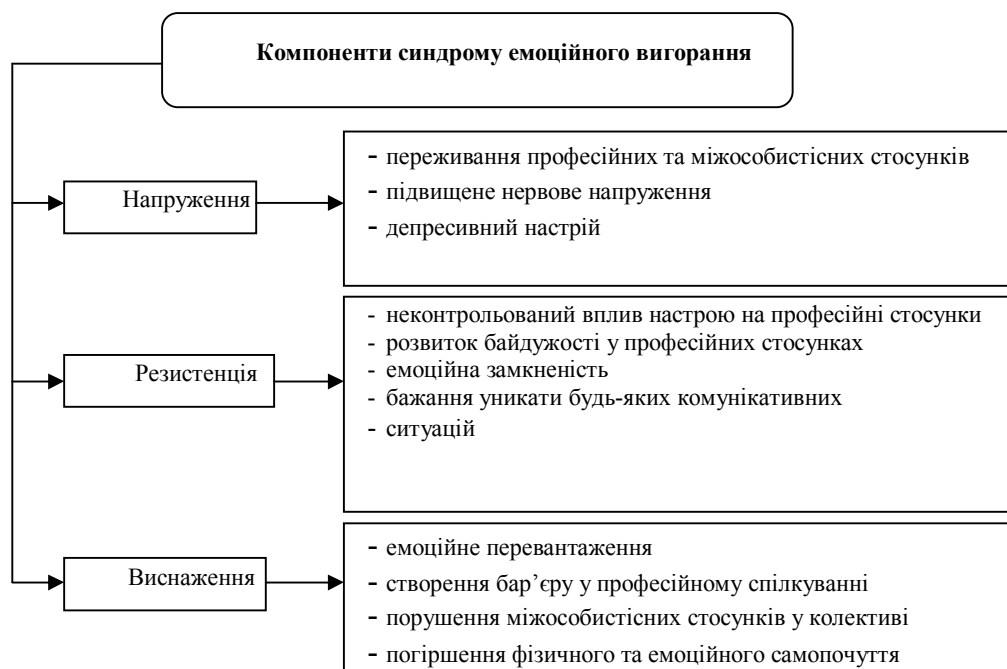 Компоненти синдрому емоційного вигорання
Напруження
- переживання професійних та міжособистісних стосунків
- підвищене нервове напруження
- депресивний настрій
Резистенція
- неконтрольований вплив настрою на професійні стосунки
- розвиток байдужості у професійних стосунках
- емоційна замкненість
- бажання уникати будь-яких комунікативних
- ситуацій
Виснаження
- емоційне перевантаження
- створення бар’єру у професійному спілкуванні
- порушення міжособистісних стосунків у колективі
- погіршення фізичного та емоційного самопочуття